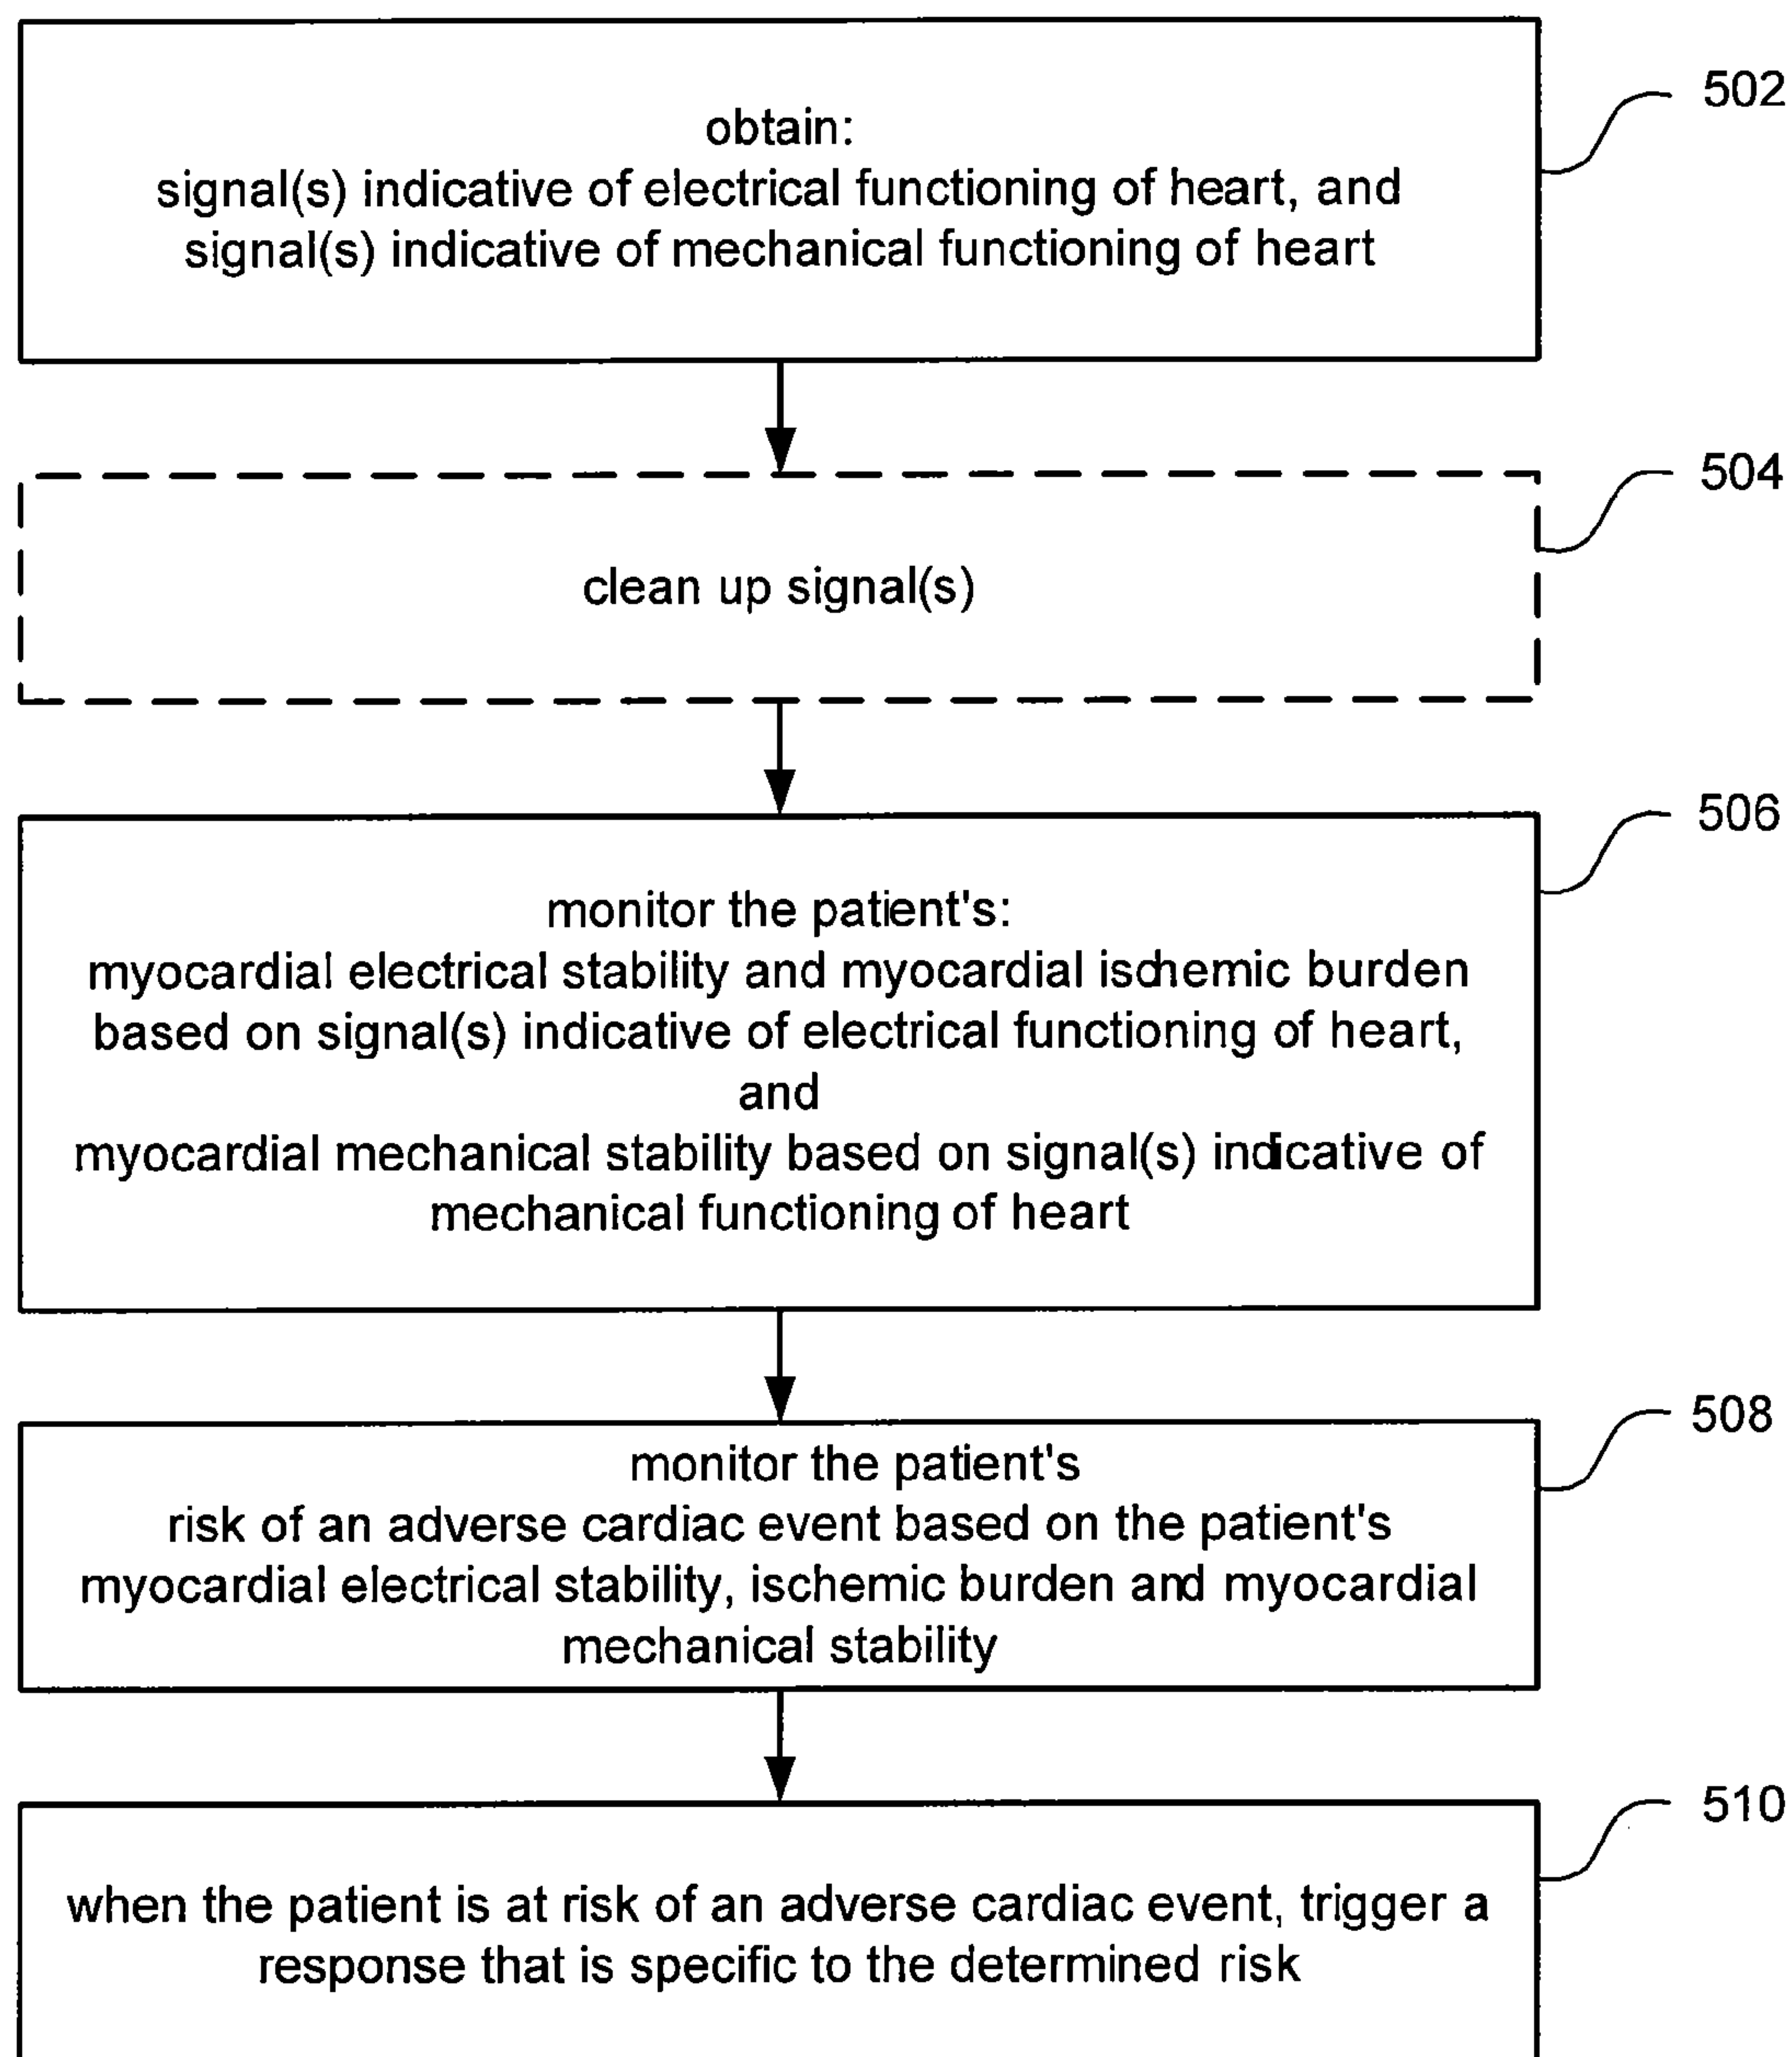 obtain:
signal(s) indicative of electrical functioning of heart, and
signal(s) indicative of mechanical functioning of heart
502
clean up signal(s)
504
monitor the patient's:
myocardial electrical stability and myocardial ischemic burden
based on signal(s) indicative of electrical functioning of heart,
and
myocardial mechanical stability based on signal(s) indicative of
mechanical functioning of heart
506
monitor the patient's
risk of an adverse cardiac event based on the patient's
myocardial electrical stability, ischemic burden and myocardial
mechanical stability
508
when the patient is at risk of an adverse cardiac event, trigger a
response that is specific to the determined risk
510